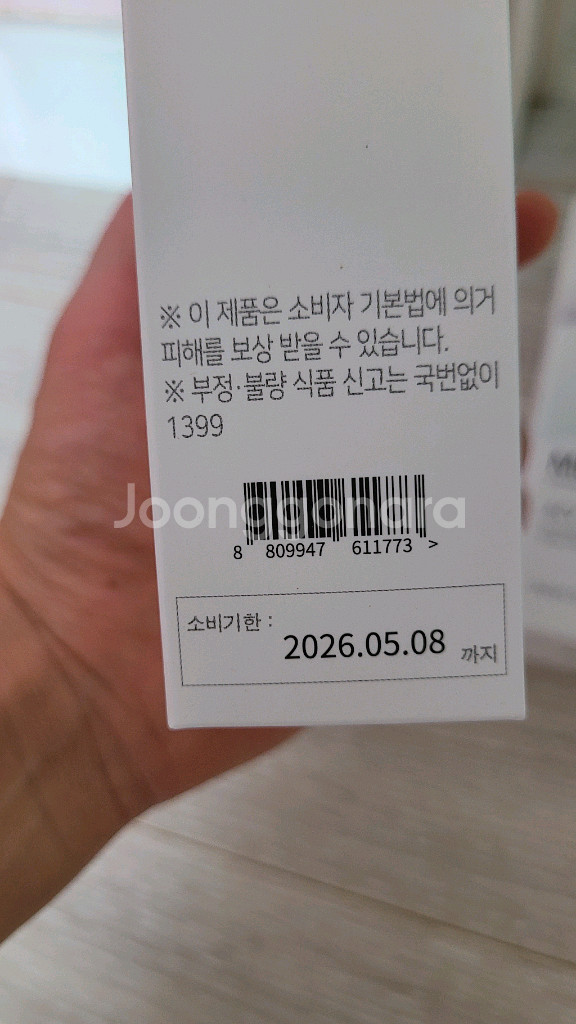 ※ 이 제품은 소비자 기본법에 의거
피해를 보상 받을 수 있습니다.
※ 부정·불량 식품 신고는 국번없이
1399
Joonggonara
8 809947 611773 >
소비기한 :
2026.05.08 까지